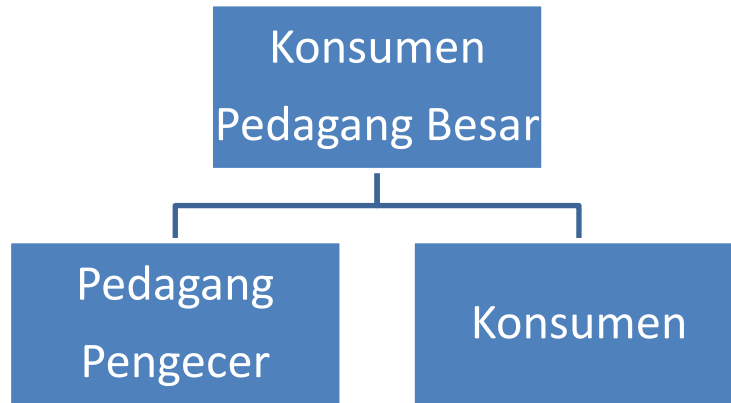 Konsumen
Pedagang Besar
Pedagang
Pengecer
Konsumen